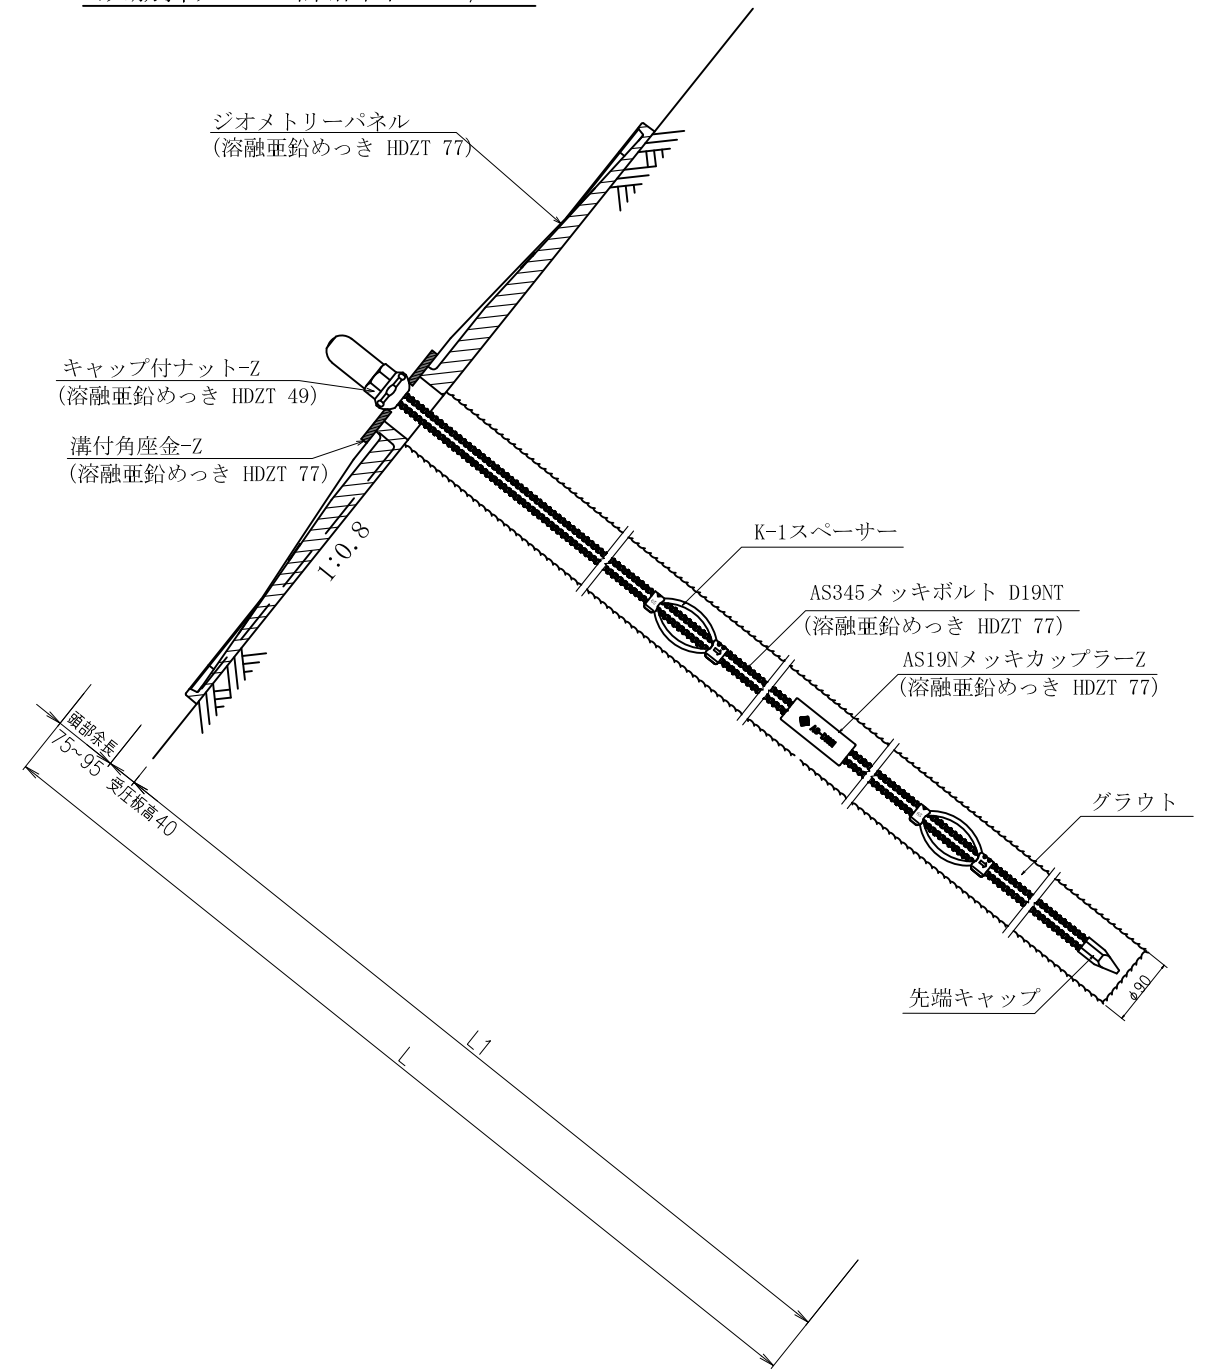 ジオメトリーパネル
(溶融亜鉛めっき HDZT 77)
キャップ付ナット-Z
(溶融亜鉛めっき HDZT 49)
溝付角座金-Z
(溶融亜鉛めっき HDZT 77)
1:0.8
K-1スペーサー
AS345メッキボルト D19NT
(溶融亜鉛めっき HDZT 77)
AS19NメッキカップラーZ
(溶融亜鉛めっき HDZT 77)
頭部余長
75~95
受圧板高40
グラウト
先端キャップ
φ90
L1
L